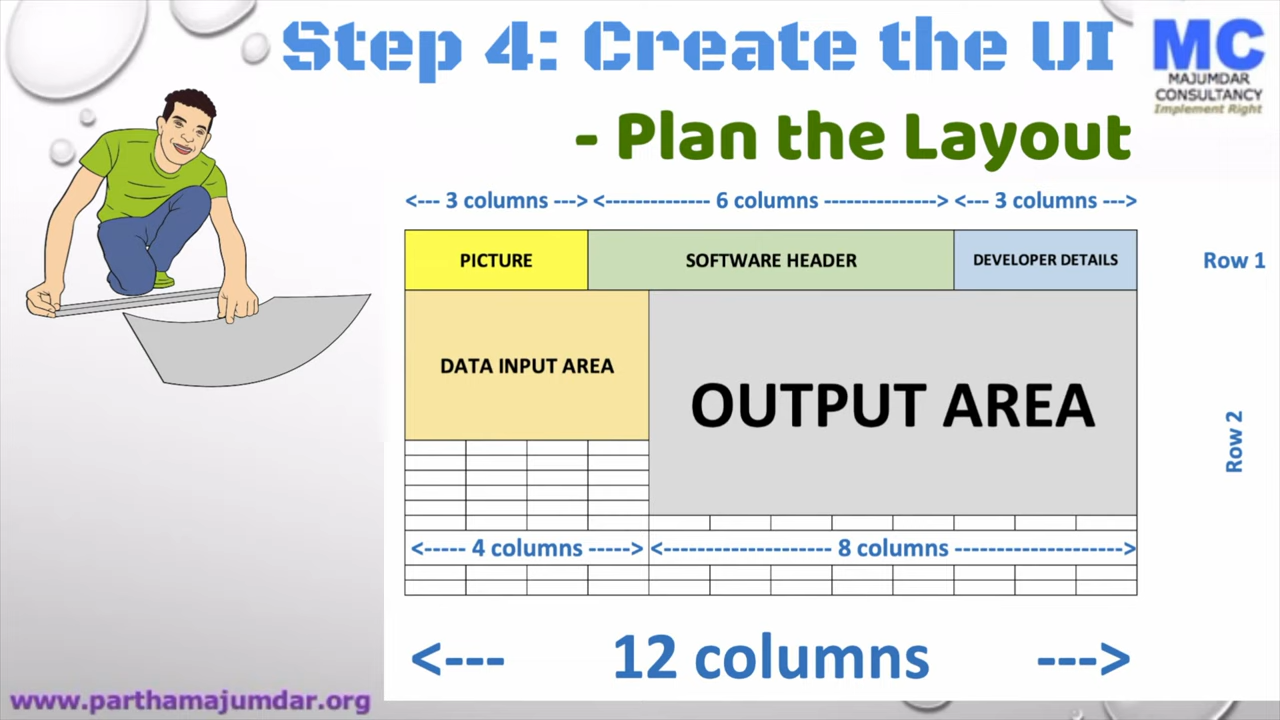 Step 4: Create the UI
MC
MAJUMDAR
CONSULTANCY
Implement Right
- Plan the Layout
<--- 3 columns ---> <-------------- 6 columns ---------------> <--- 3 columns --->
PICTURE
SOFTWARE HEADER
DEVELOPER DETAILS
Row 1
DATA INPUT AREA
OUTPUT AREA
Row 2
<----- 4 columns -----> <-------------------- 8 columns -------------------->
<--- 12 columns --->
www.parthamajumdar.org